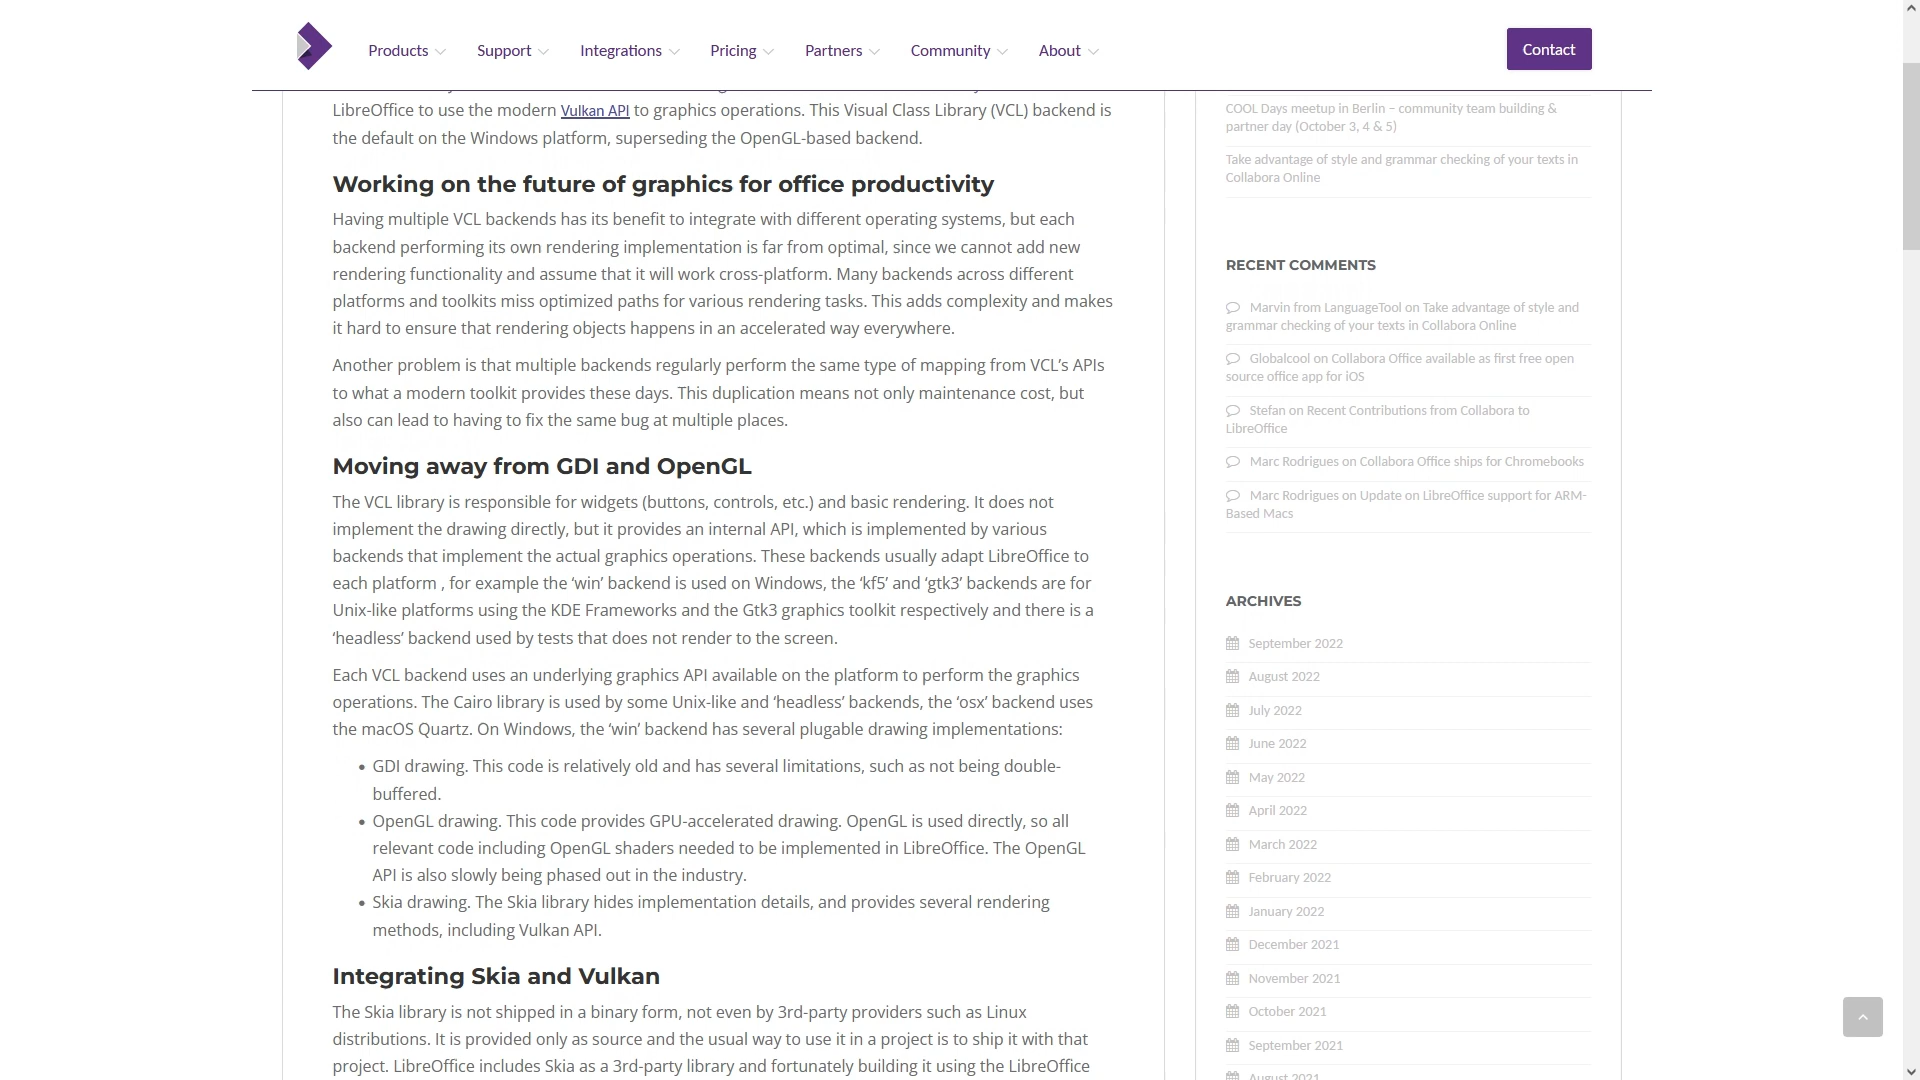 Products
Support
Integrations
Pricing
Partners
Community
About
Contact
LibreOffice to use the modern Vulkan API to graphics operations. This Visual Class Library (VCL) backend is
the default on the Windows platform, superseding the OpenGL-based backend.
Working on the future of graphics for office productivity
Having multiple VCL backends has its benefit to integrate with different operating systems, but each
backend performing its own rendering implementation is far from optimal, since we cannot add new
rendering functionality and assume that it will work cross-platform. Many backends across different
platforms and toolkits miss optimized paths for various rendering tasks. This adds complexity and makes
it hard to ensure that rendering objects happens in an accelerated way everywhere.
Another problem is that multiple backends regularly perform the same type of mapping from VCL’s APIs
to what a modern toolkit provides these days. This duplication means not only maintenance cost, but
also can lead to having to fix the same bug at multiple places.
Moving away from GDI and OpenGL
The VCL library is responsible for widgets (buttons, controls, etc.) and basic rendering. It does not
implement the drawing directly, but it provides an internal API, which is implemented by various
backends that implement the actual graphics operations. These backends usually adapt LibreOffice to
each platform , for example the ‘win’ backend is used on Windows, the ‘kf5’ and ‘gtk3’ backends are for
Unix-like platforms using the KDE Frameworks and the Gtk3 graphics toolkit respectively and there is a
‘headless’ backend used by tests that does not render to the screen.
Each VCL backend uses an underlying graphics API available on the platform to perform the graphics
operations. The Cairo library is used by some Unix-like and ‘headless’ backends, the ‘osx’ backend uses
the macOS Quartz. On Windows, the ‘win’ backend has several plugable drawing implementations:
• GDI drawing. This code is relatively old and has several limitations, such as not being double-
buffered.
• OpenGL drawing. This code provides GPU-accelerated drawing. OpenGL is used directly, so all
relevant code including OpenGL shaders needed to be implemented in LibreOffice. The OpenGL
API is also slowly being phased out in the industry.
• Skia drawing. The Skia library hides implementation details, and provides several rendering
methods, including Vulkan API.
Integrating Skia and Vulkan
The Skia library is not shipped in a binary form, not even by 3rd-party providers such as Linux
distributions. It is provided only as source and the usual way to use it in a project is to ship it with that
project. LibreOffice includes Skia as a 3rd-party library and fortunately building it using the LibreOffice
COOL Days meetup in Berlin – community team building &
partner day (October 3, 4 & 5)
Take advantage of style and grammar checking of your texts in
Collabora Online
RECENT COMMENTS
Marvin from LanguageTool on Take advantage of style and
grammar checking of your texts in Collabora Online
Globalcool on Collabora Office available as first free open
source office app for iOS
Stefan on Recent Contributions from Collabora to
LibreOffice
Marc Rodrigues on Collabora Office ships for Chromebooks
Marc Rodrigues on Update on LibreOffice support for ARM-
Based Macs
ARCHIVES
September 2022
August 2022
July 2022
June 2022
May 2022
April 2022
March 2022
February 2022
January 2022
December 2021
November 2021
October 2021
September 2021
August 2021